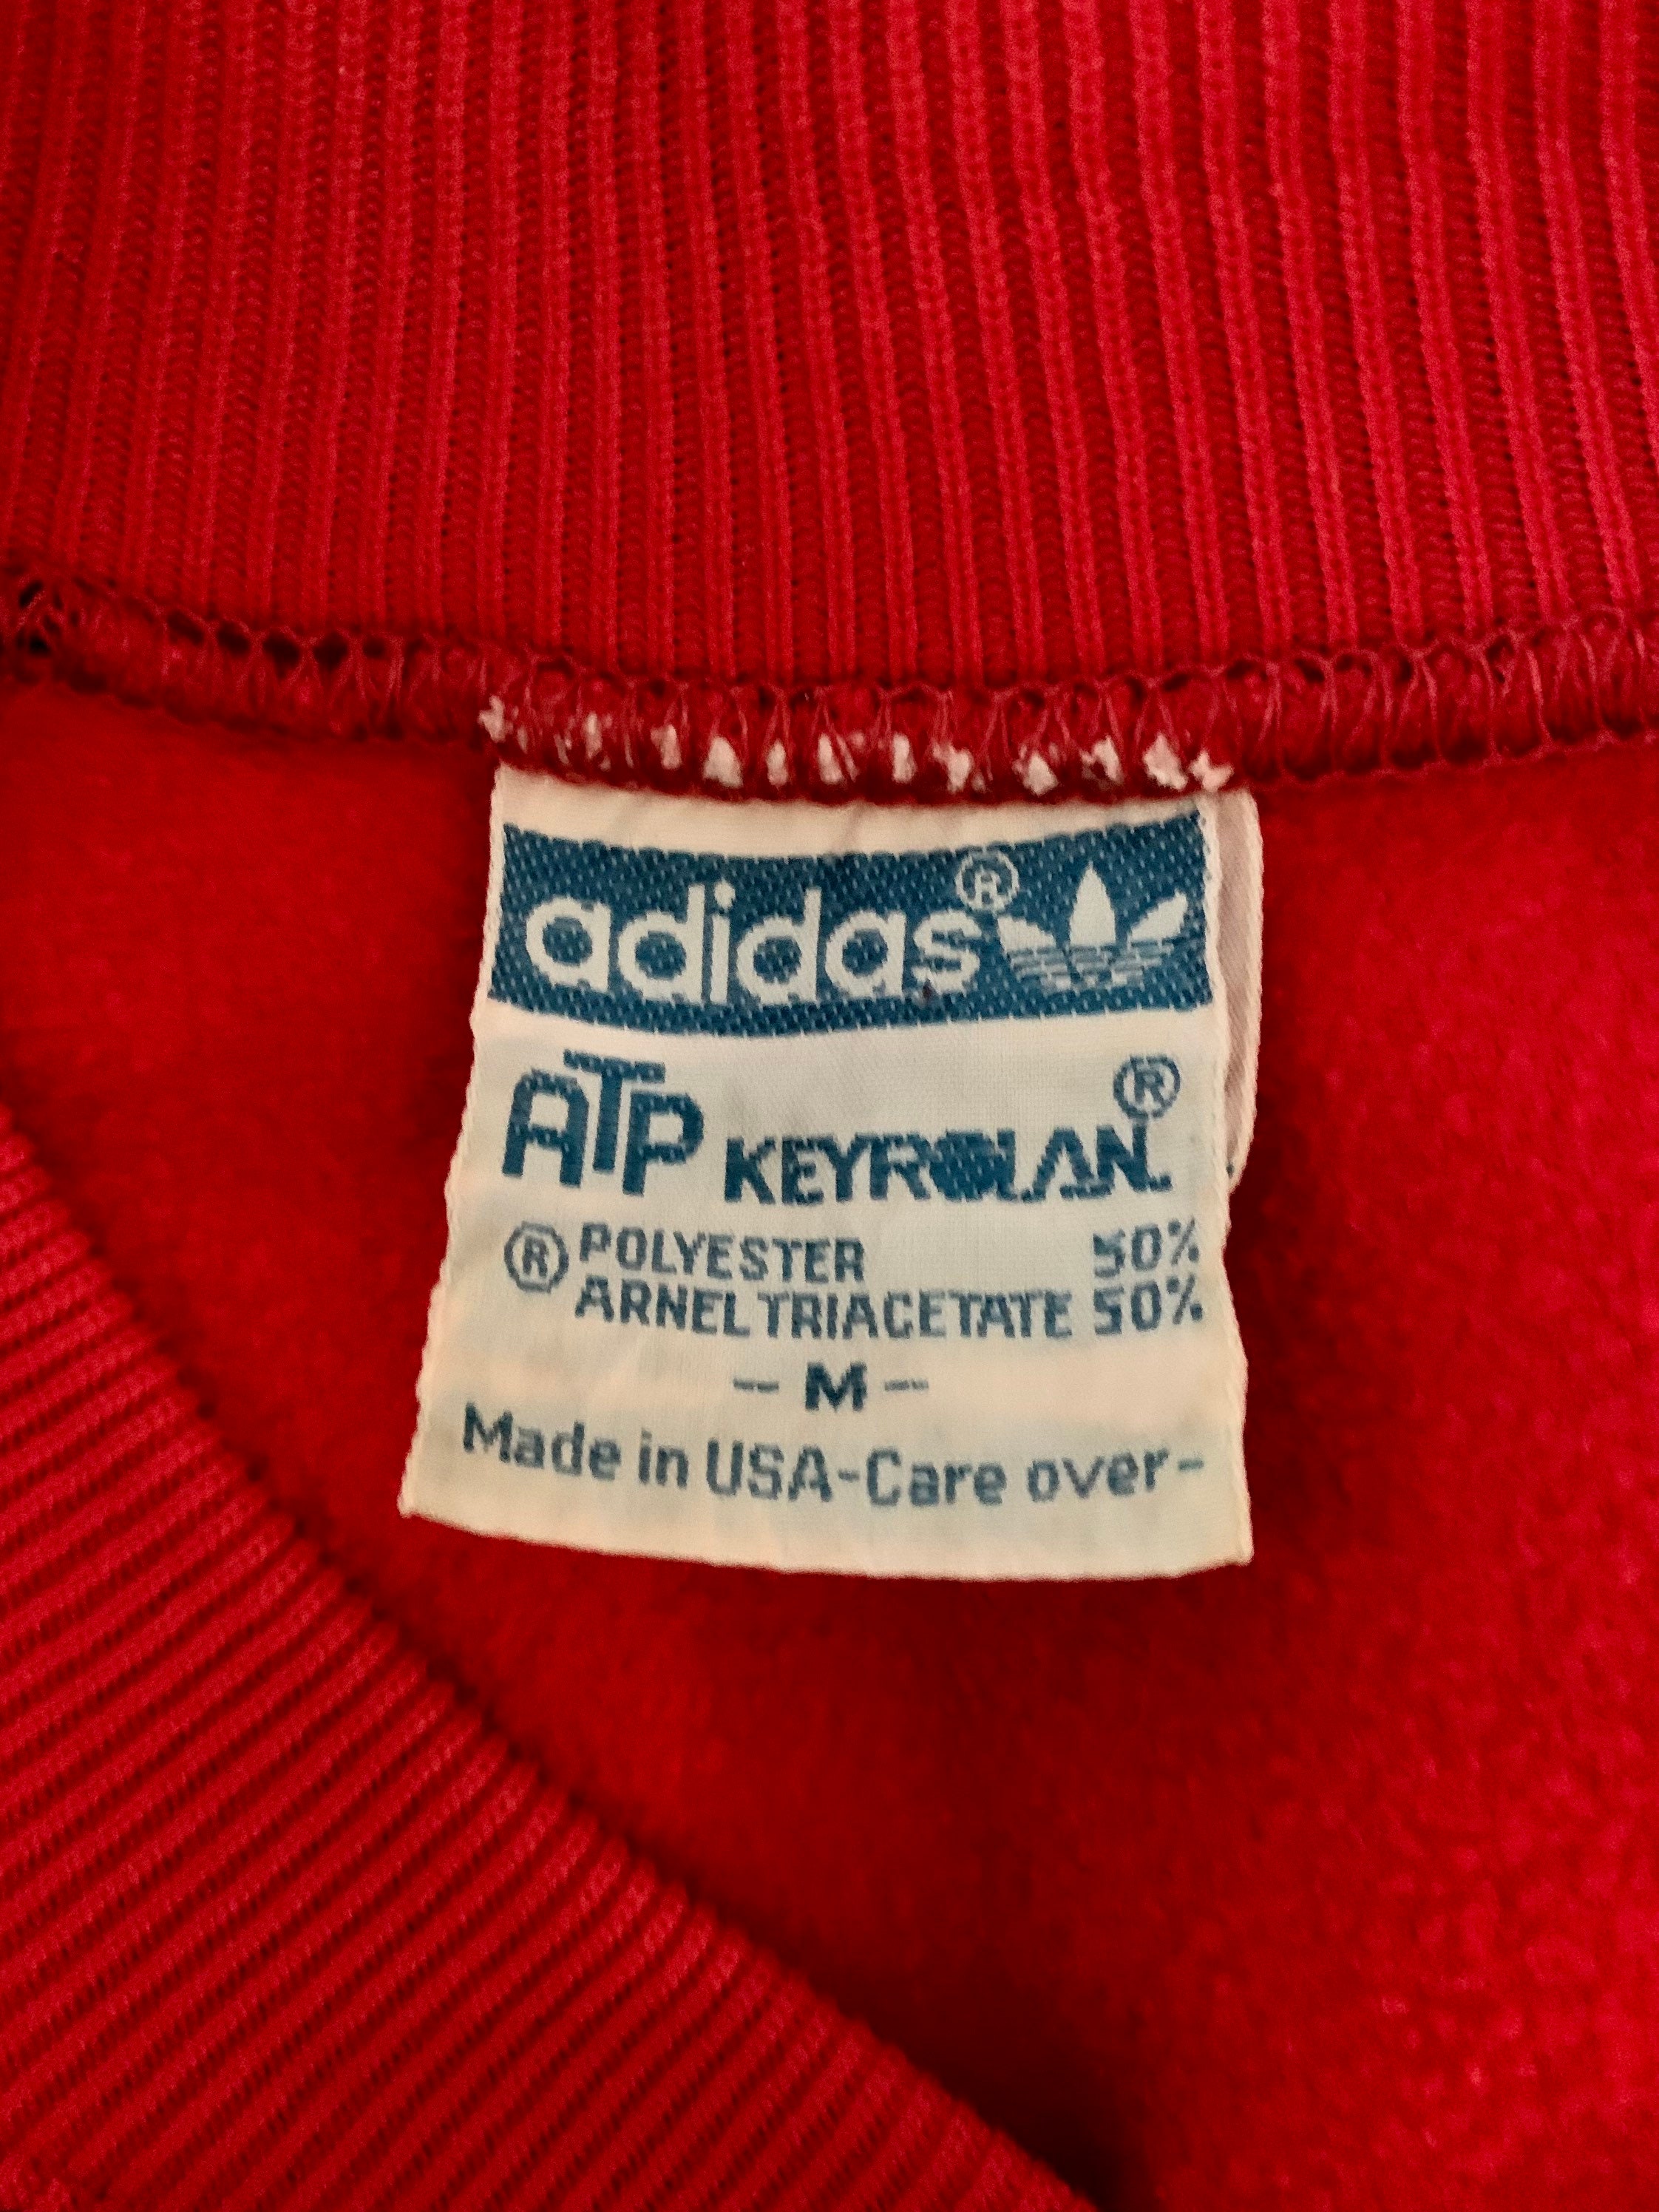 adidas®
ATP KEYROLAN®
® POLYESTER 50%
ARNEL TRIACETATE 50%
- M -
Made in USA-Care over-